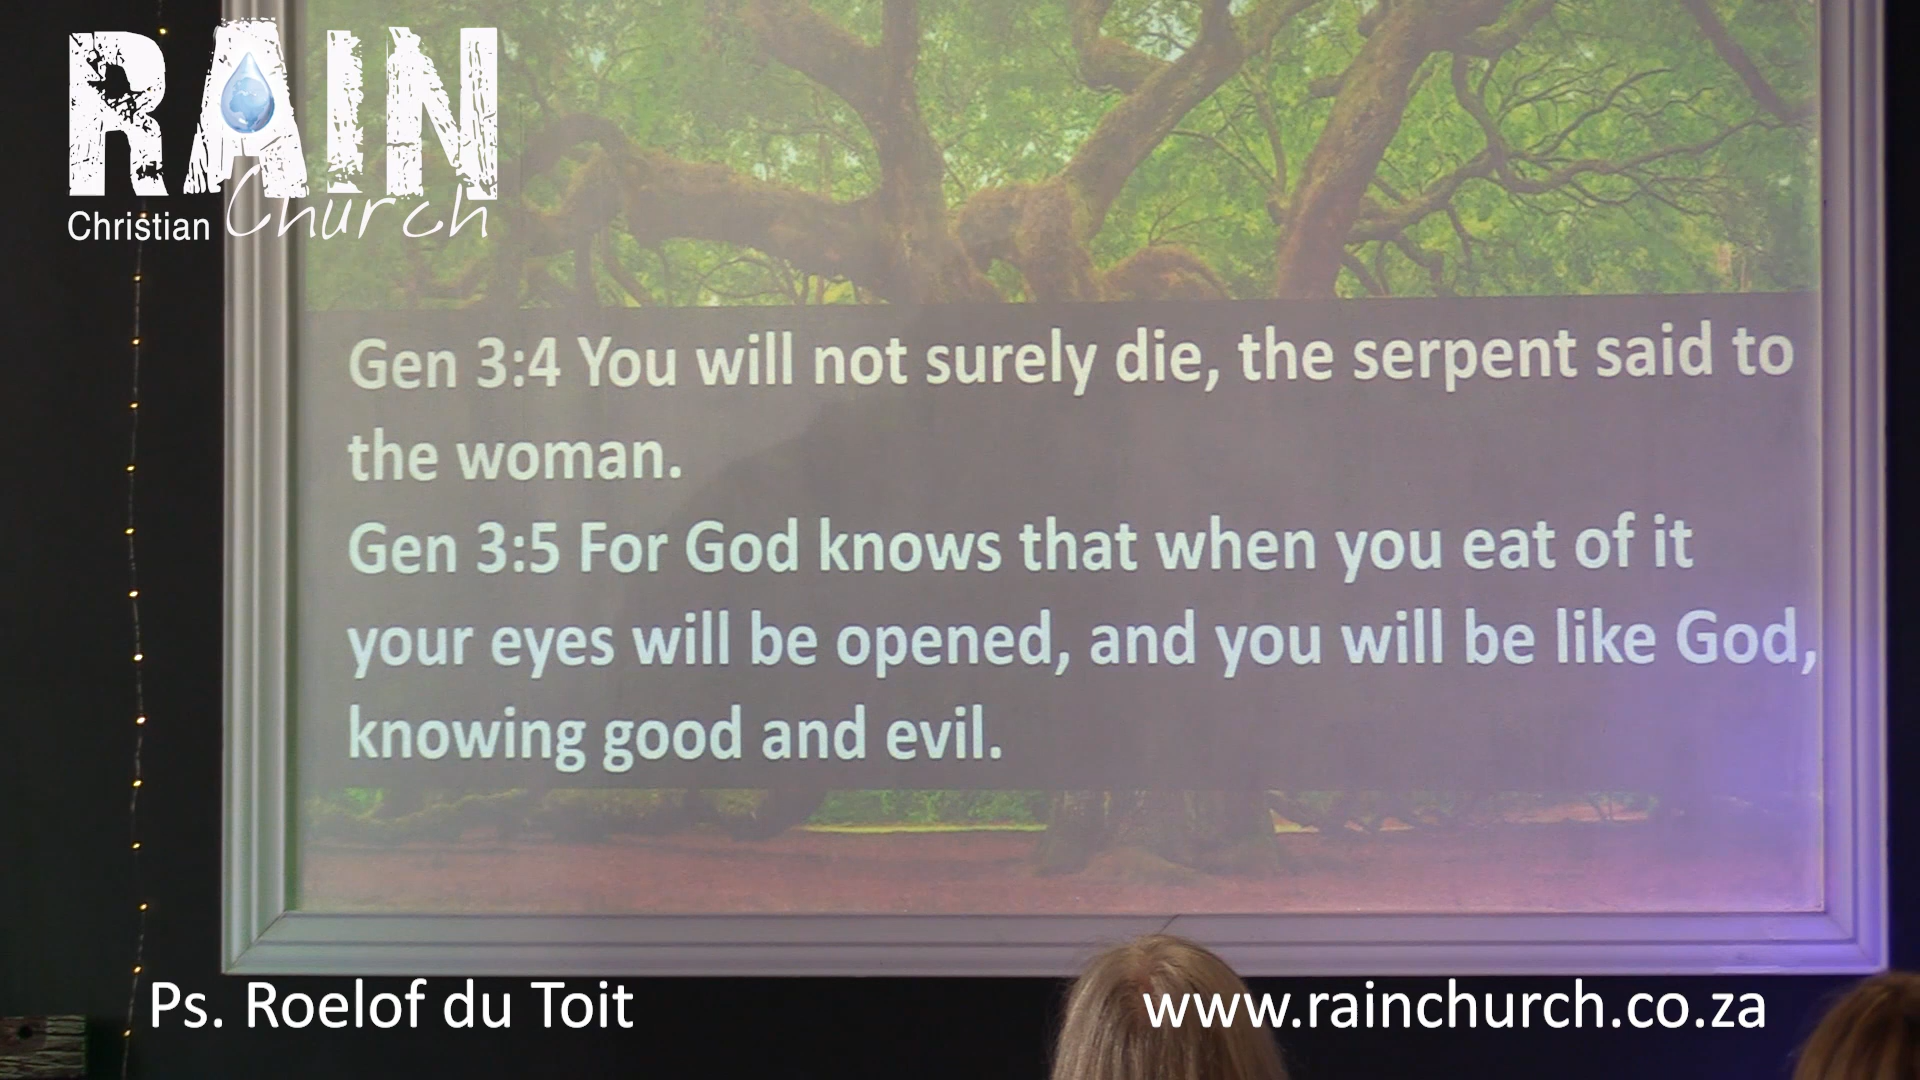 RAIN
Christian Church
Gen 3:4 You will not surely die, the serpent said to
the woman.
Gen 3:5 For God knows that when you eat of it
your eyes will be opened, and you will be like God,
knowing good and evil.
Ps. Roelof du Toit
www.rainchurch.co.za